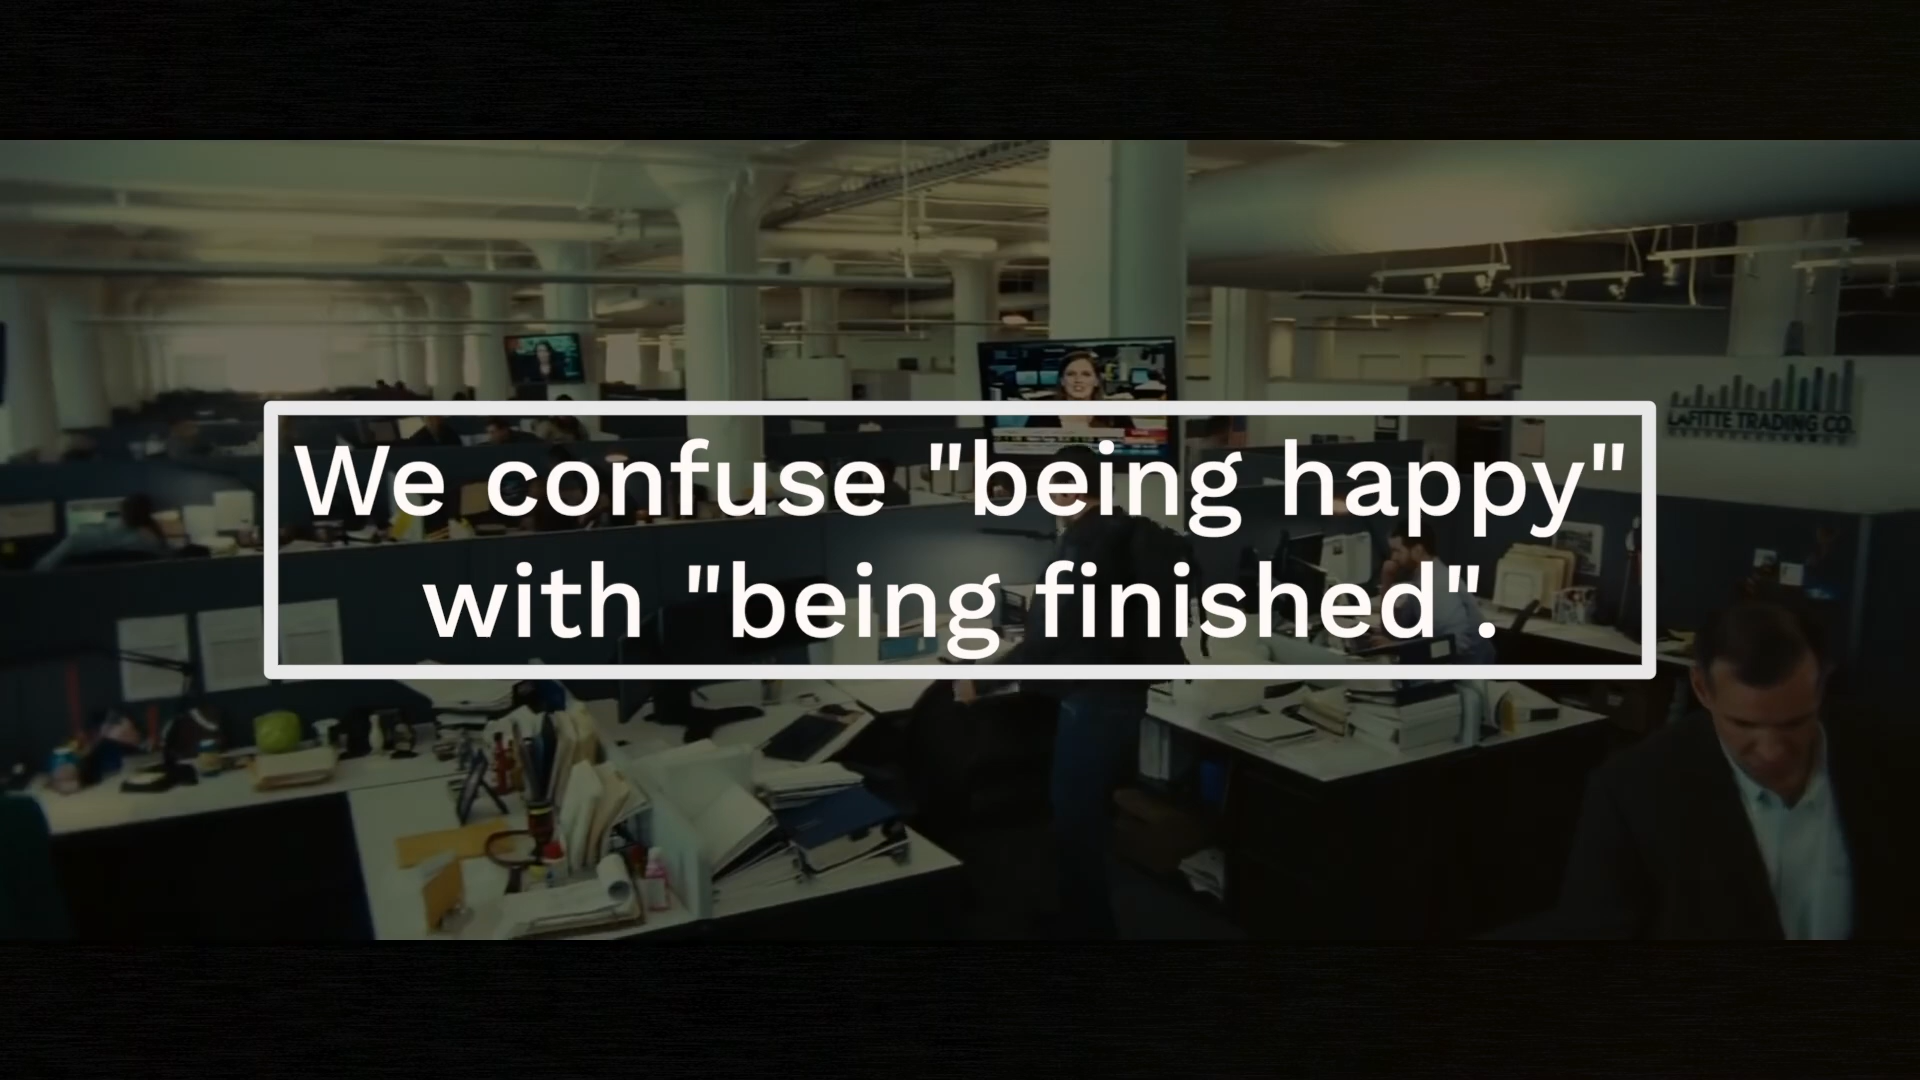 LAFITTE TRADING CO.
We confuse "being happy"
with "being finished".